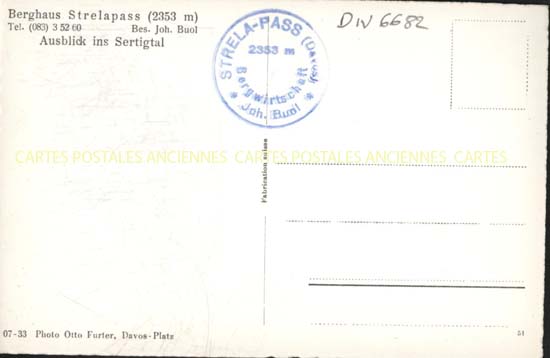 Berghaus Strelapass (2353 m)
Tel. (083) 3 52 60 Bes. Joh. Buol
Ausblick ins Sertigtal
STRELA-PASS (Dav
2353 m
Bergwirtschaft
* Joh. Buol *
DIV 6682
CARTES POSTALES ANCIENNES CARTES POSTALES ANCIENNES CARTES
Fabrication suisse
07-33 Photo Otto Furter, Davos-Platz
51